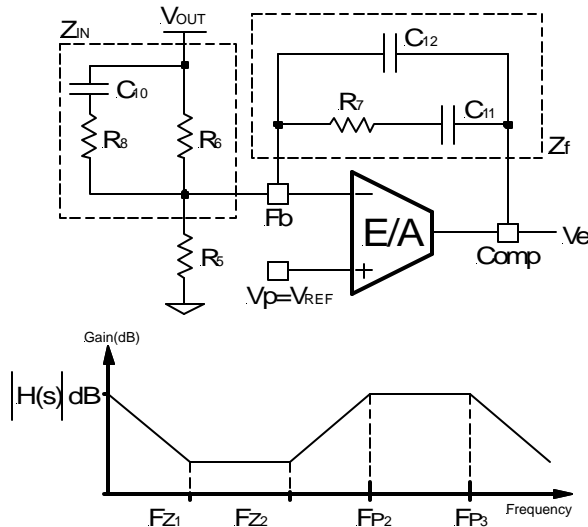 VOUT
ZIN
C12
C10
R7
C11
R8
R6
Zf
Fb
E/A
R5
Comp
Ve
Vp=VREF
Gain(dB)
|H(s)| dB
FZ1
FZ2
FP2
FP3
Frequency